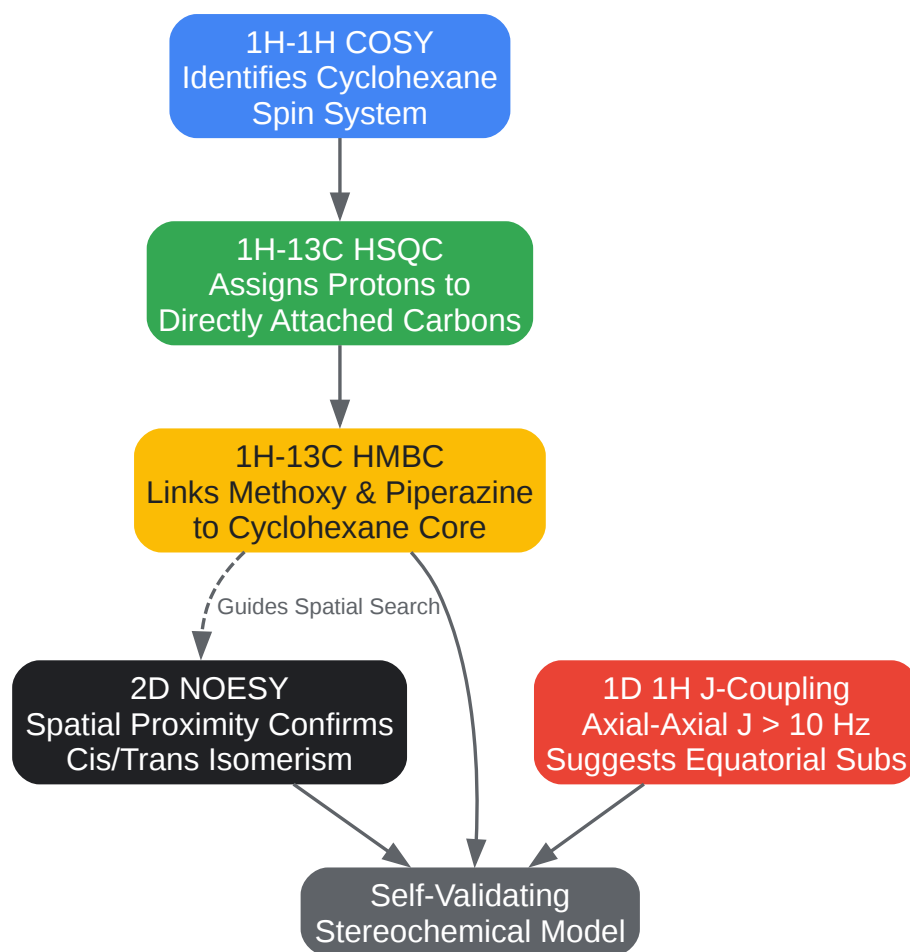 1H-1H COSY
Identifies Cyclohexane
Spin System
1H-13C HSQC
Assigns Protons to
Directly Attached Carbons
1H-13C HMBC
Links Methoxy & Piperazine
to Cyclohexane Core
Guides Spatial Search
2D NOESY
Spatial Proximity Confirms
Cis/Trans Isomerism
1D 1H J-Coupling
Axial-Axial J > 10 Hz
Suggests Equatorial Subs
Self-Validating
Stereochemical Model